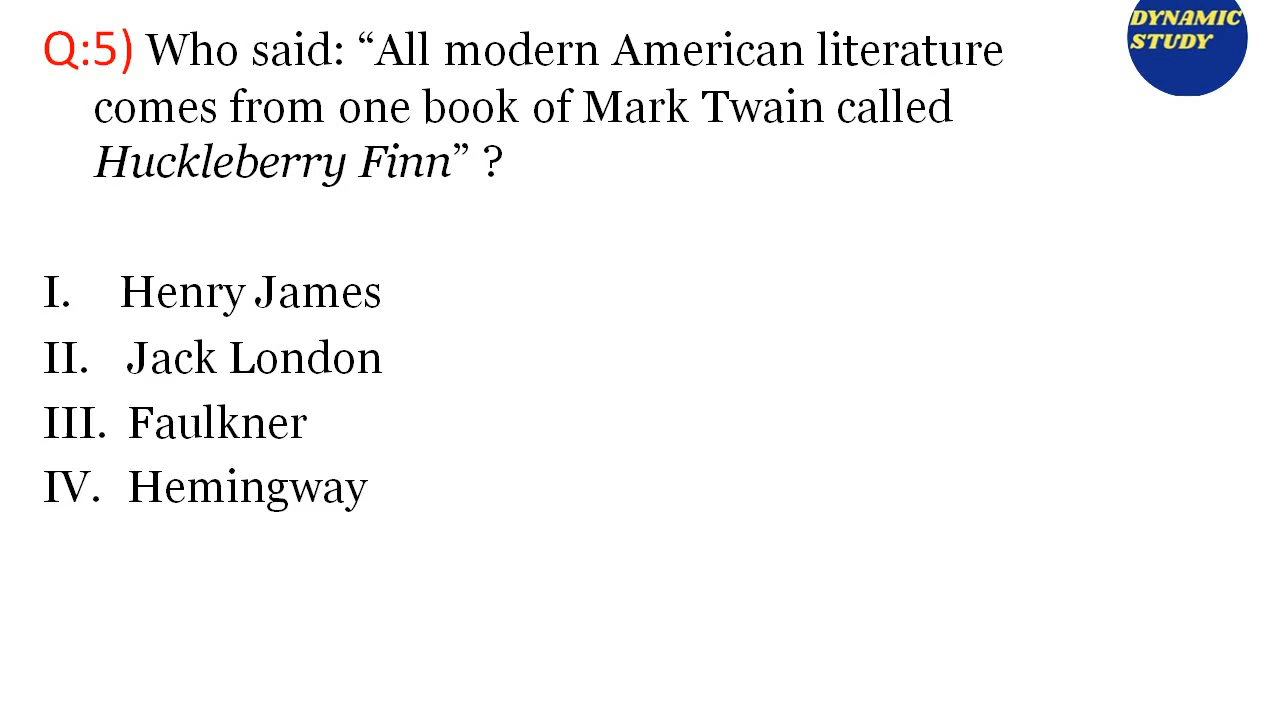 Q:5) Who said: “All modern American literature
comes from one book of Mark Twain called
Huckleberry Finn” ?
I. Henry James
II. Jack London
III. Faulkner
IV. Hemingway
DYNAMIC
STUDY